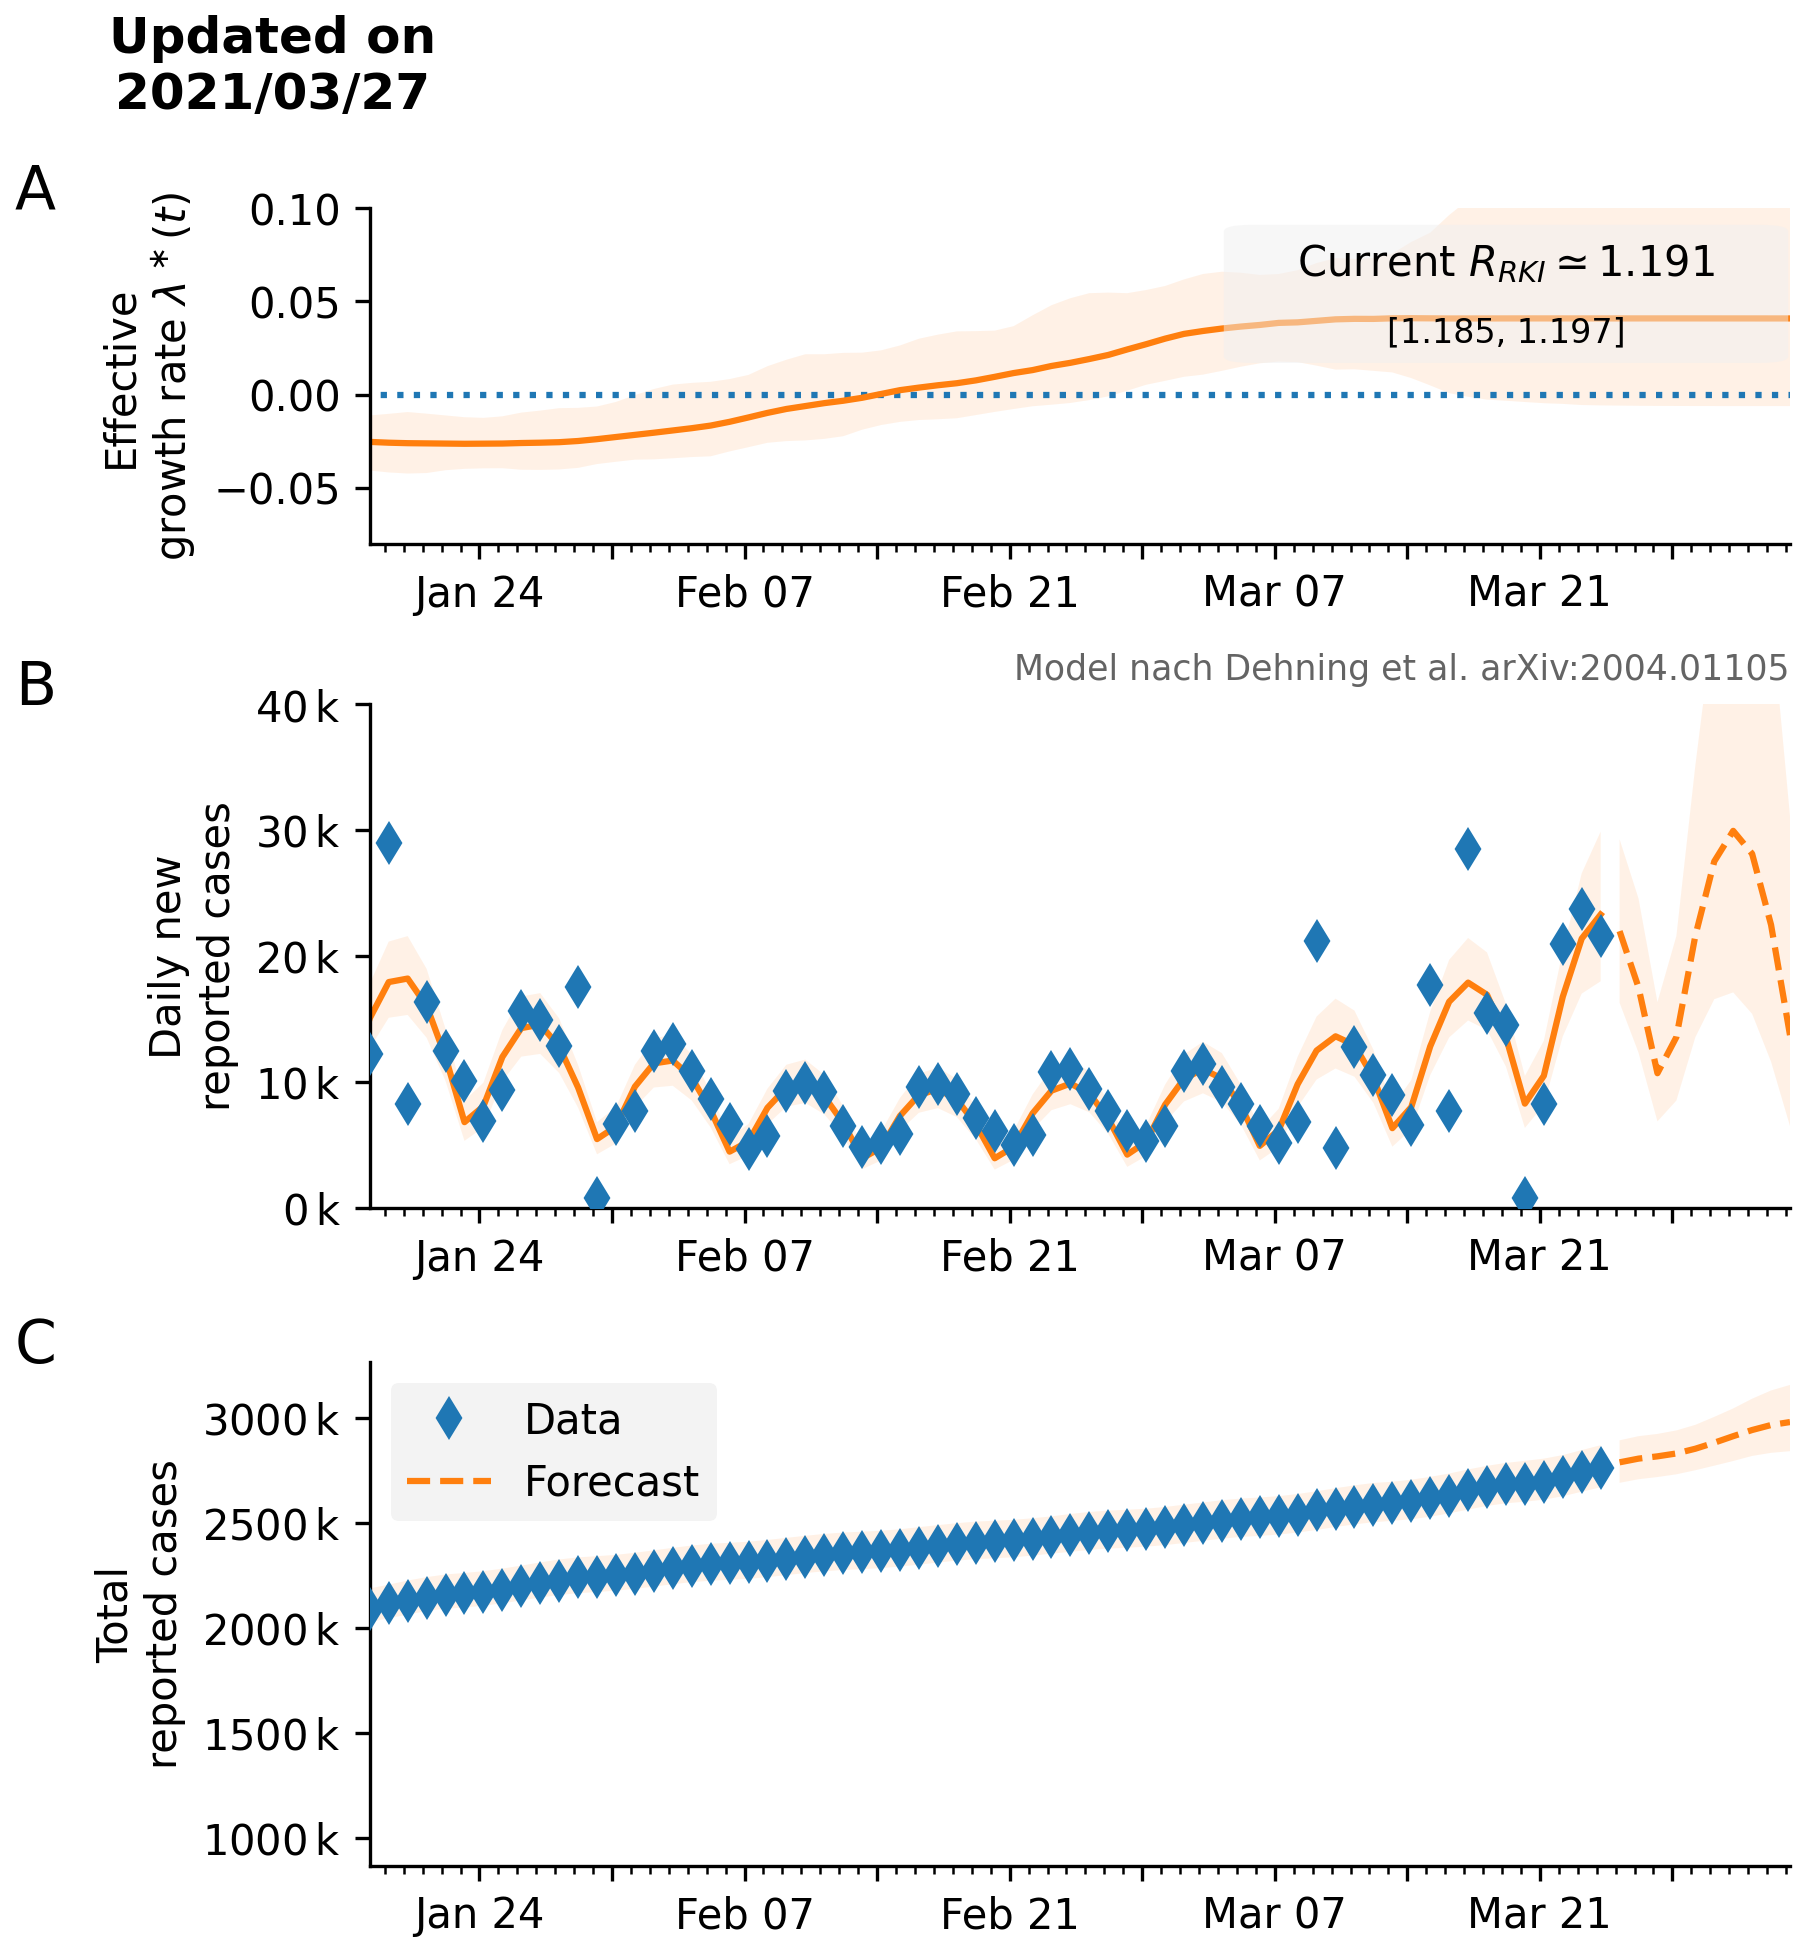 Updated on
2021/03/27
A
Effective
growth rate λ * (t)
0.10
0.05
0.00
−0.05
Current R_RKI ≃ 1.191
[1.185, 1.197]
Jan 24 Feb 07 Feb 21 Mar 07 Mar 21
Model nach Dehning et al. arXiv:2004.01105
B
Daily new
reported cases
40 k
30 k
20 k
10 k
0 k
Jan 24 Feb 07 Feb 21 Mar 07 Mar 21
C
Total
reported cases
3000 k
2500 k
2000 k
1500 k
1000 k
Data
Forecast
Jan 24 Feb 07 Feb 21 Mar 07 Mar 21